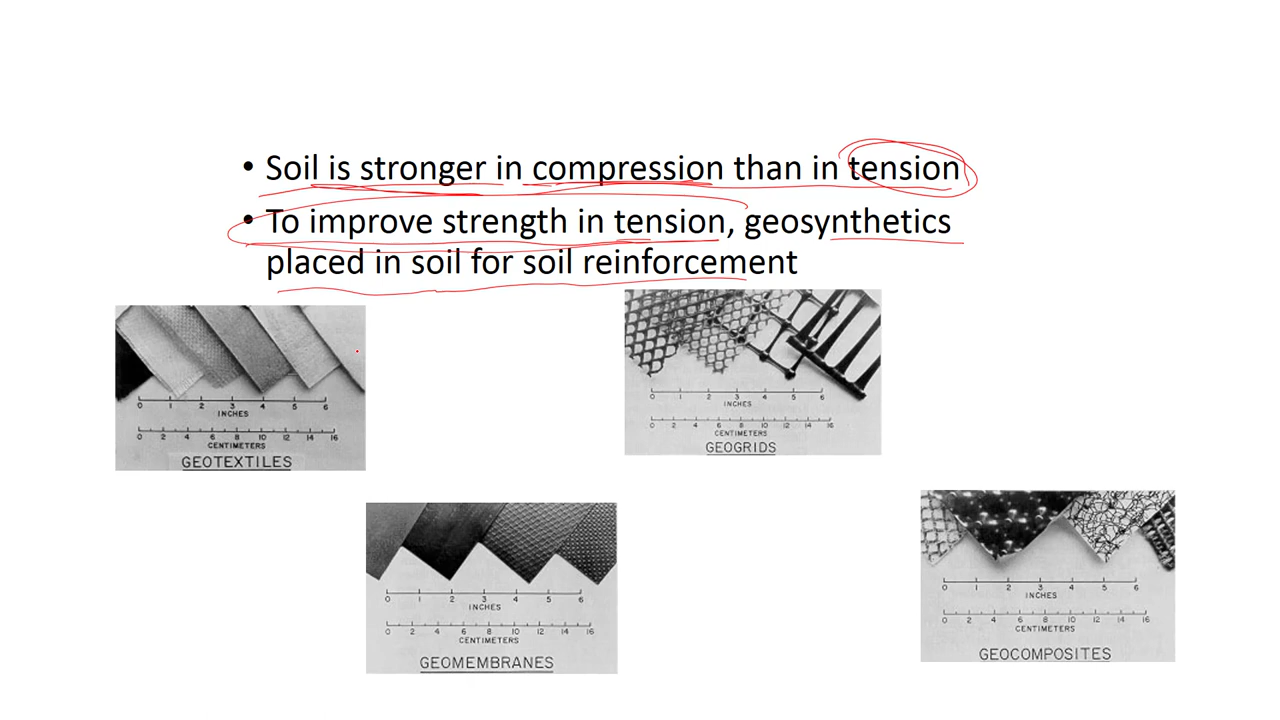 • Soil is stronger in compression than in tension
• To improve strength in tension, geosynthetics
placed in soil for soil reinforcement
0 1 2 3 4 5 6
INCHES
0 2 4 6 8 10 12 14 16
CENTIMETERS
GEOTEXTILES
0 1 2 3 4 5 6
INCHES
0 2 4 6 8 10 12 14 16
CENTIMETERS
GEOGRIDS
0 1 2 3 4 5 6
INCHES
0 2 4 6 8 10 12 14 16
CENTIMETERS
GEOMEMBRANES
0 1 2 3 4 5 6
INCHES
0 2 4 6 8 10 12 14 16
CENTIMETERS
GEOCOMPOSITES